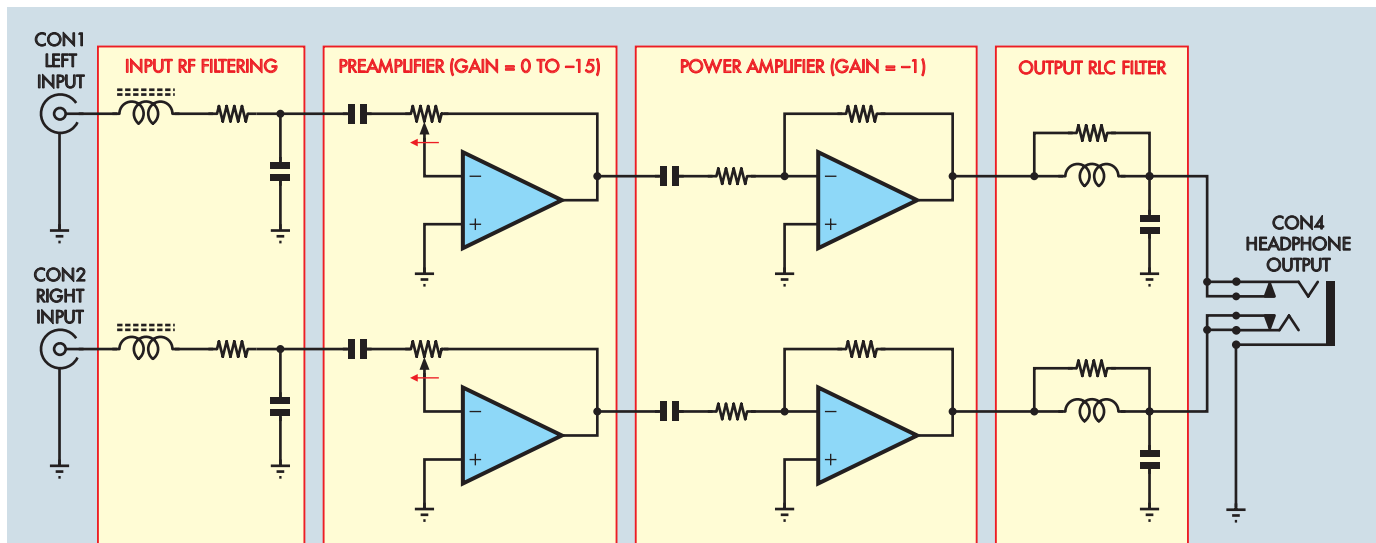 CON1
LEFT
INPUT
INPUT RF FILTERING
PREAMPLIFIER (GAIN = 0 TO –15)
POWER AMPLIFIER (GAIN = –1)
OUTPUT RLC FILTER
–
+
–
+
CON4
HEADPHONE
OUTPUT
CON2
RIGHT
INPUT
–
+
–
+